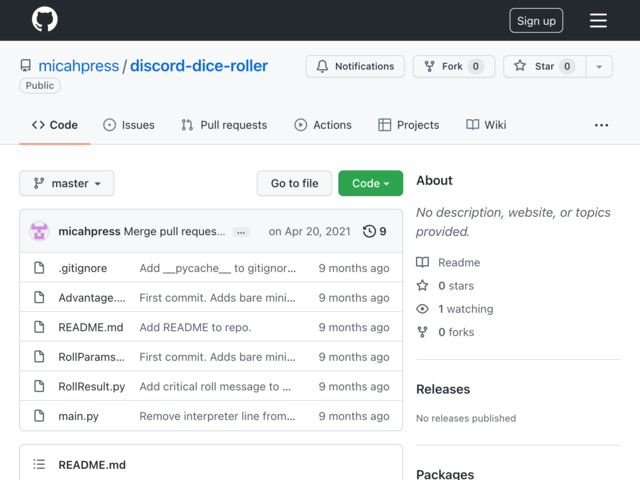 Sign up
micahpress / discord-dice-roller
Public
Notifications
Fork 0
Star 0
Code
Issues
Pull requests
Actions
Projects
Wiki
...
master
Go to file
Code
About
No description, website, or topics
provided.
Readme
0 stars
1 watching
0 forks
Releases
No releases published
Packages
micahpress Merge pull reques... ... on Apr 20, 2021 9
.gitignore Add __pycache__ to gitignor... 9 months ago
Advantage.... First commit. Adds bare mini... 9 months ago
README.md Add README to repo. 9 months ago
RollParams... First commit. Adds bare mini... 9 months ago
RollResult.py Add critical roll message to ... 9 months ago
main.py Remove interpreter line from... 9 months ago
README.md